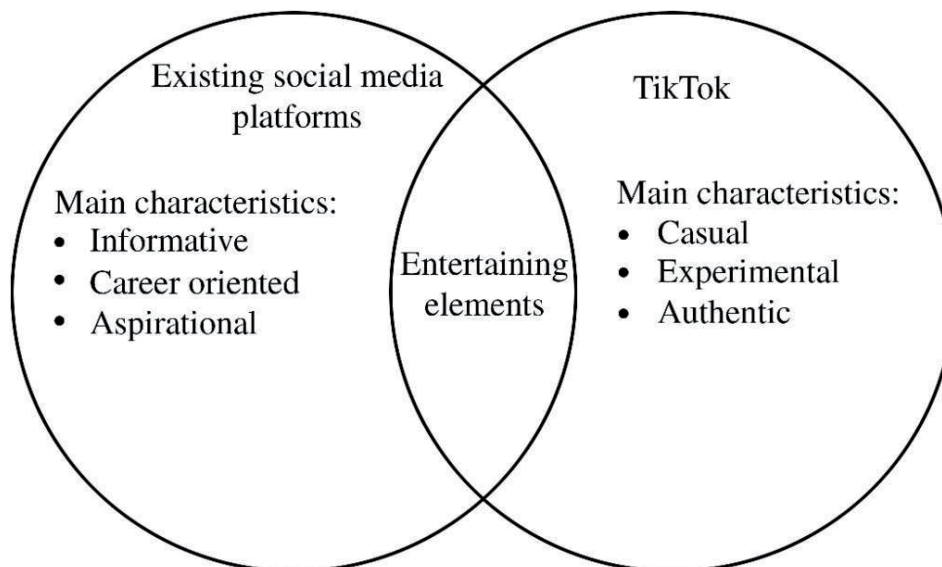 Existing social media
platforms
Main characteristics:
• Informative
• Career oriented
• Aspirational
Entertaining
elements
TikTok
Main characteristics:
• Casual
• Experimental
• Authentic